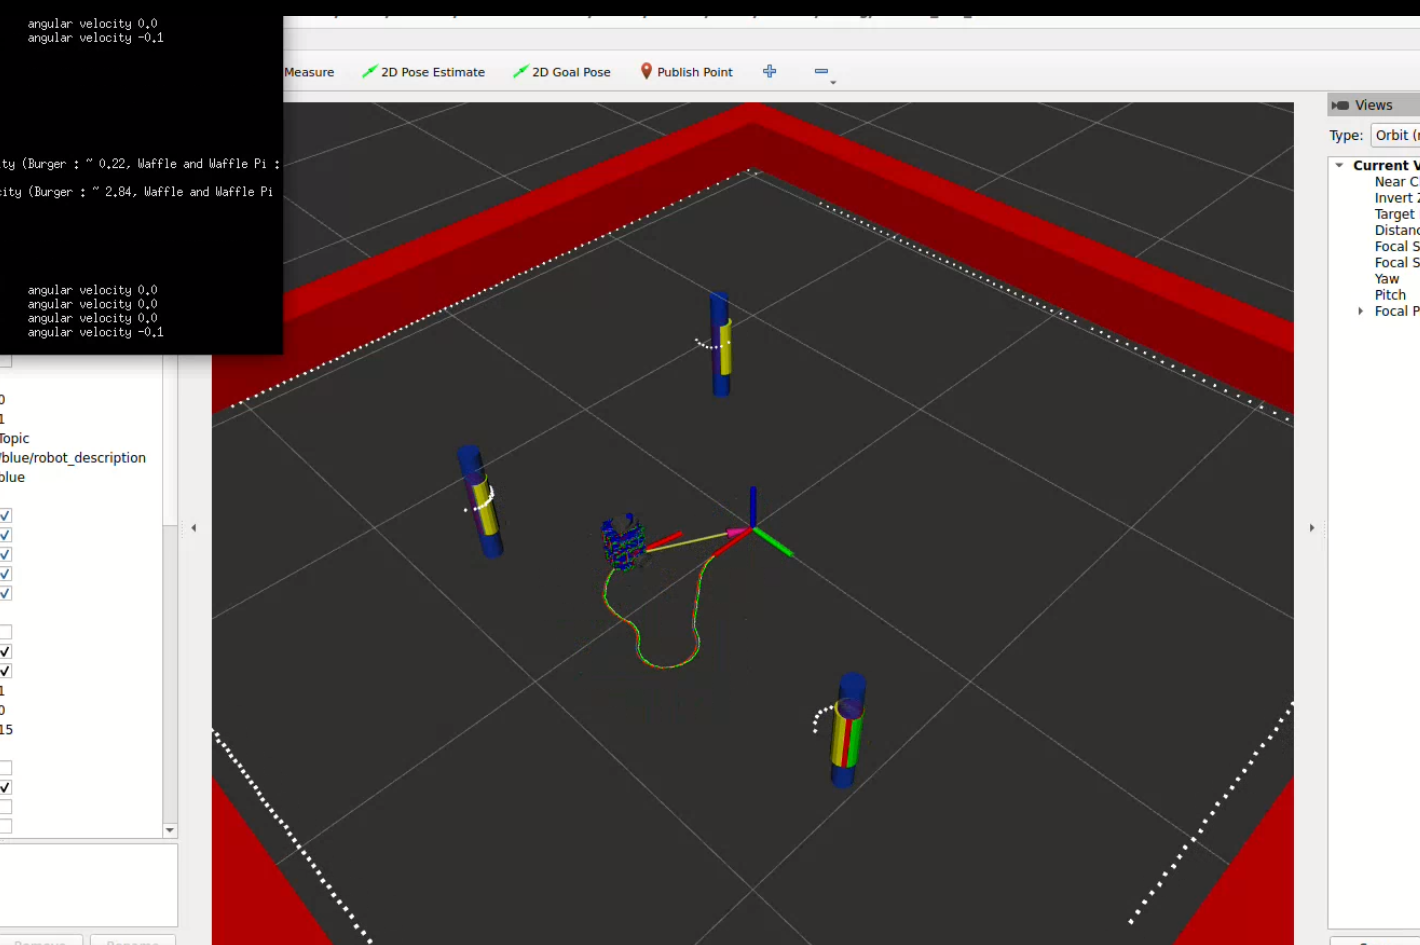 angular velocity 0.0
angular velocity -0.1
ity (Burger : ~ 0.22, Waffle and Waffle Pi :
city (Burger : ~ 2.84, Waffle and Waffle Pi
angular velocity 0.0
angular velocity 0.0
angular velocity 0.0
angular velocity -0.1
Measure
2D Pose Estimate
2D Goal Pose
Publish Point
Views
Type:
Orbit (r
Current V
Near C
Invert Z
Target
Distanc
Focal S
Focal S
Yaw
Pitch
Focal P
0
1
Topic
/blue/robot_description
blue
1
0
15